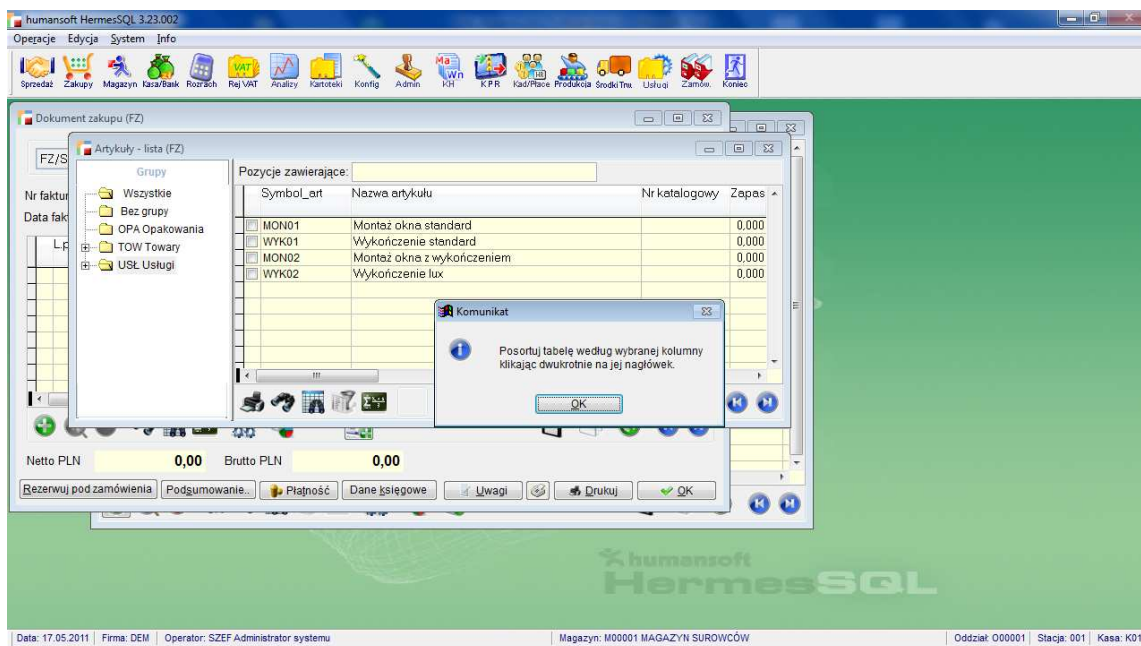 humansoft HermesSQL 3.23.002
Operacje Edycja System Info
Sprzedaż Zakupy Magazyn Kasa/Bank Rozrach Rej VAT Analizy Kartoteki Konfig Admin KH KPR Kad/Płace Produkcja ŚrodkiTrw. Usługi Zamów. Koniec
Dokument zakupu (FZ)
FZ/S
Nr faktur
Data fak
L.p
Artykuły - lista (FZ)
Grupy
Wszystkie
Bez grupy
OPA Opakowania
TOW Towary
USŁ Usługi
Pozycje zawierające:
Symbol_art Nazwa artykułu Nr katalogowy Zapas
MON01 Montaż okna standard 0,000
WYK01 Wykończenie standard 0,000
MON02 Montaż okna z wykończeniem 0,000
WYK02 Wykończenie lux 0,000
Komunikat
Posortuj tabelę według wybranej kolumny
klikając dwukrotnie na jej nagłówek.
OK
Netto PLN 0,00 Brutto PLN 0,00
Rezerwuj pod zamówienia Podsumowanie.. Płatność Dane księgowe Uwagi Drukuj OK
humansoft
HermesSQL
Data: 17.05.2011 Firma: DEM Operator: SZEF Administrator systemu Magazyn: M00001 MAGAZYN SUROWCÓW Oddział: O00001 Stacja: 001 Kasa: K01